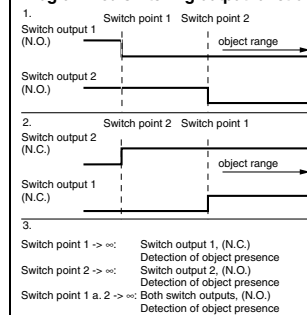 1.
Switch point 1 Switch point 2
Switch output 1
(N.O.)
object range
Switch output 2
(N.O.)
2.
Switch point 2 Switch point 1
Switch output 2
(N.C.)
object range
Switch output 1
(N.C.)
3.
Switch point 1 -> ∞: Switch output 1, (N.C.)
Detection of object presence
Switch point 2 -> ∞: Switch output 2, (N.O.)
Detection of object presence
Switch point 1 a. 2 -> ∞: Both switch outputs, (N.O.)
Detection of object presence